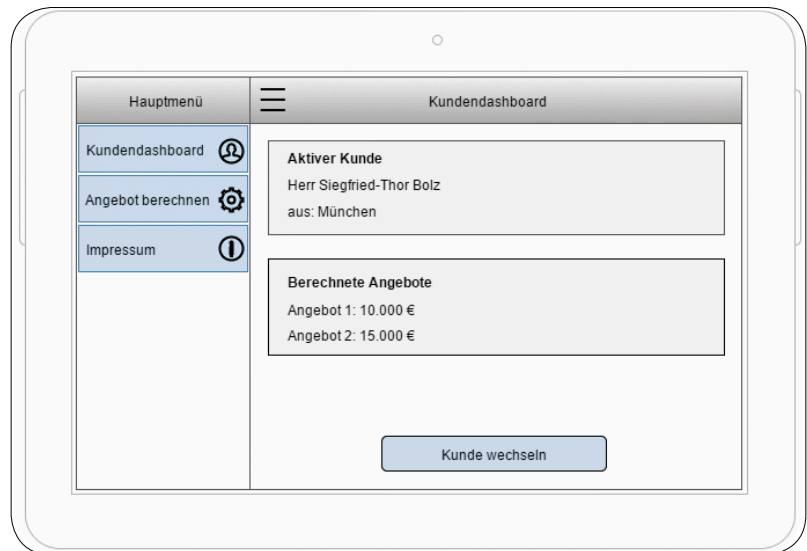 Hauptmenü
Kundendashboard
Kundendashboard
Angebot berechnen
Impressum
Aktiver Kunde
Herr Siegfried-Thor Bolz
aus: München
Berechnete Angebote
Angebot 1: 10.000 €
Angebot 2: 15.000 €
Kunde wechseln